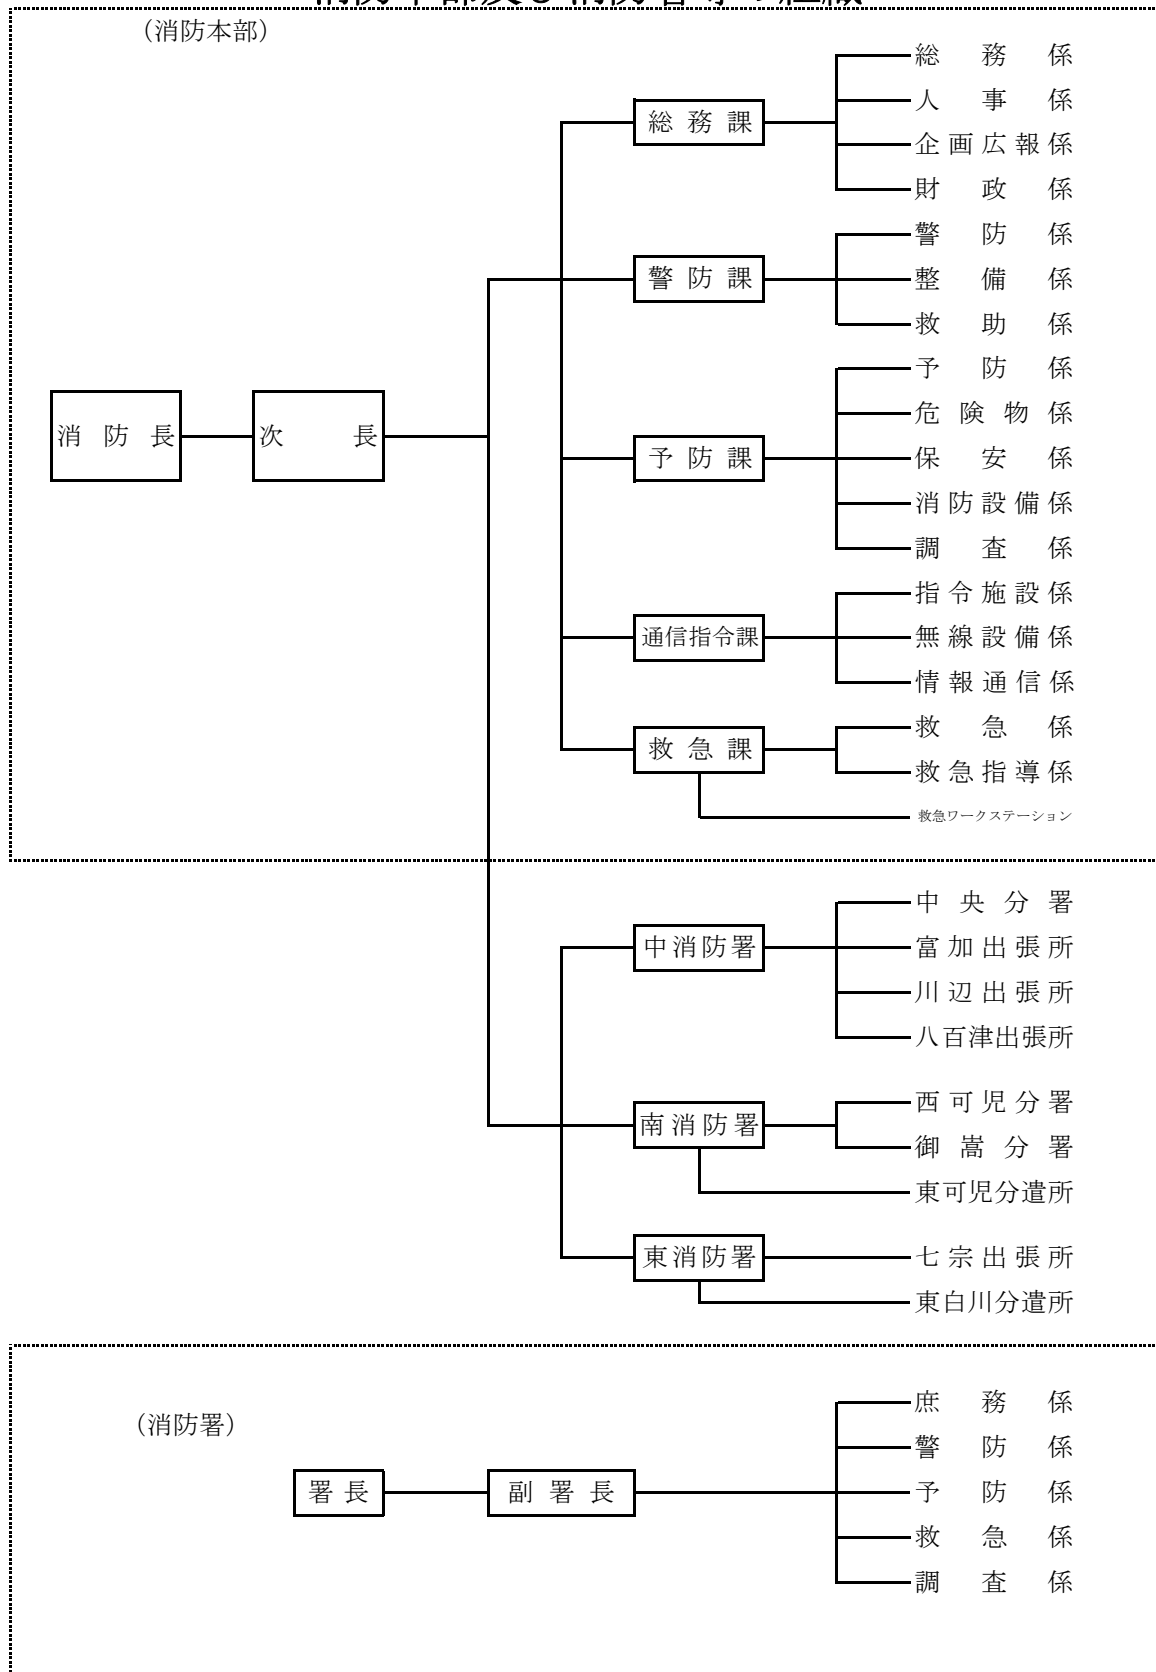 (消防本部)
総務係
人事係
総務課
企画広報係
財政係
警防係
警防課
整備係
救助係
予防係
危険物係
消防長
次長
予防課
保安係
消防設備係
調査係
指令施設係
通信指令課
無線設備係
情報通信係
救急係
救急課
救急指導係
救急ワークステーション
中央分署
中消防署
富加出張所
川辺出張所
八百津出張所
西可児分署
南消防署
御嵩分署
東可児分遣所
東消防署
七宗出張所
東白川分遣所
(消防署)
庶務係
警防係
署長
副署長
予防係
救急係
調査係